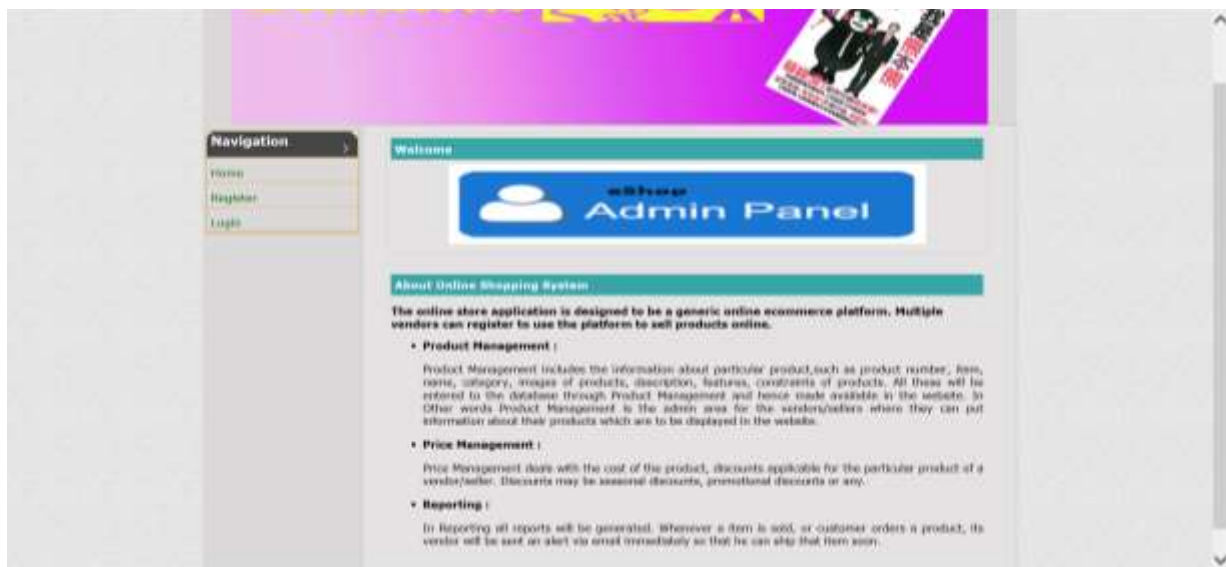 Navigation
Home
Register
Login
Welcome
eShop
Admin Panel
About Online Shopping System
The online store application is designed to be a generic online ecommerce platform. Multiple
vendors can register to use the platform to sell products online.
• Product Management :
Product Management includes the information about particular product,such as product number, item,
name, category, images of products, description, features, constraints of products. All these will be
entered to the database through Product Management and hence made available in the website. In
Other words Product Management is the admin area for the vendors/sellers where they can put
information about their products which are to be displayed in the website.
• Price Management :
Price Management deals with the cost of the product, discounts applicable for the particular product of a
vendor/seller. Discounts may be seasonal discounts, promotional discounts or any.
• Reporting :
In Reporting all reports will be generated. Whenever a item is sold, or customer orders a product, its
vendor will be sent an alert via email immediately so that he can ship that item soon.